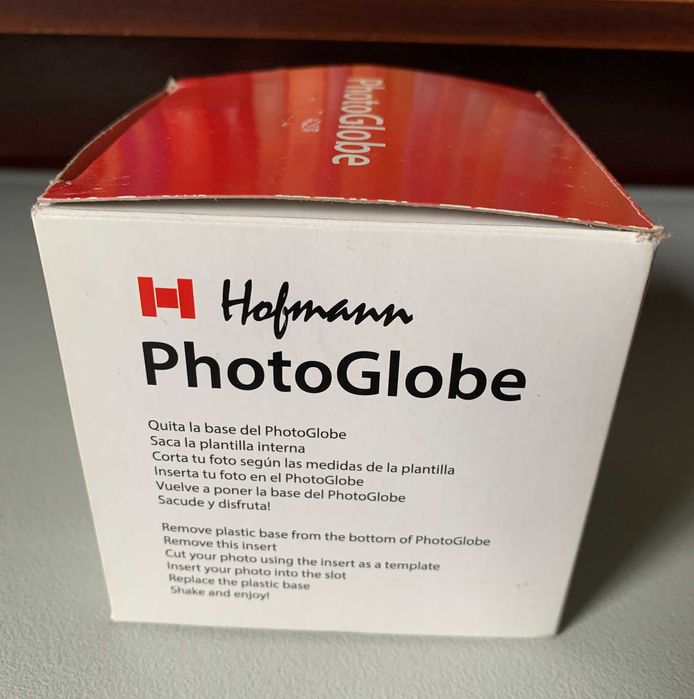 PhotoGlobe
Hofmann
PhotoGlobe
Quita la base del PhotoGlobe
Saca la plantilla interna
Corta tu foto según las medidas de la plantilla
Inserta tu foto en el PhotoGlobe
Vuelve a poner la base del PhotoGlobe
Sacude y disfruta!
Remove plastic base from the bottom of PhotoGlobe
Remove this insert
Cut your photo using the insert as a template
Insert your photo into the slot
Replace the plastic base
Shake and enjoy!